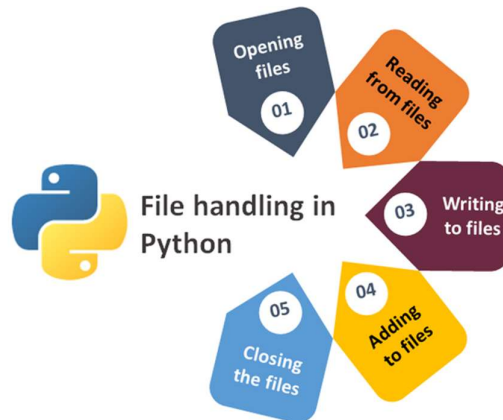 Opening
files
01
Reading
from files
02
File handling in
Python
03
Writing
to files
04
Adding
to files
05
Closing
the files